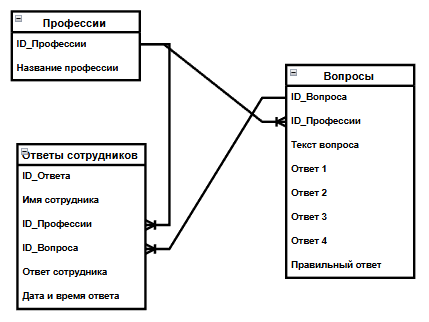 Профессии
ID_Профессии
Название профессии
Вопросы
ID_Вопроса
ID_Профессии
Текст вопроса
Ответ 1
Ответ 2
Ответ 3
Ответ 4
Правильный ответ
Ответы сотрудников
ID_Ответа
Имя сотрудника
ID_Профессии
ID_Вопроса
Ответ сотрудника
Дата и время ответа